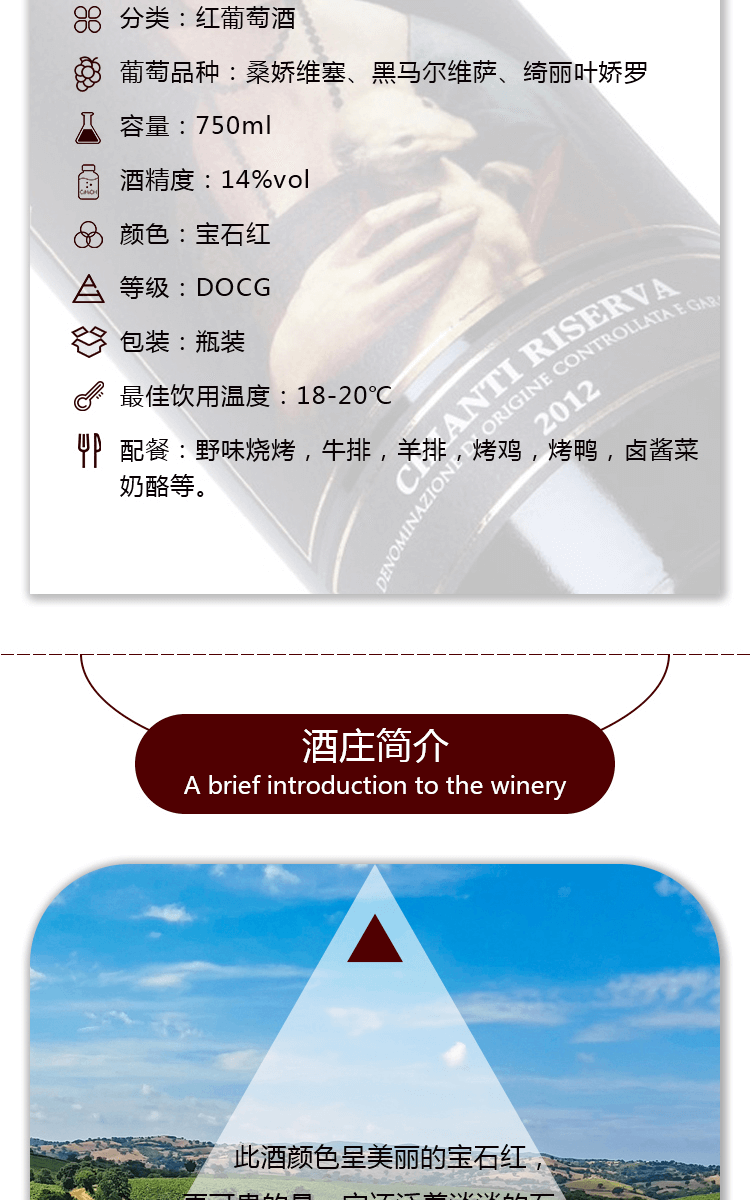 分类：红葡萄酒
葡萄品种：桑娇维塞、黑马尔维萨、绮丽叶娇罗
容量：750ml
酒精度：14%vol
颜色：宝石红
等级：DOCG
包装：瓶装
最佳饮用温度：18-20℃
配餐：野味烧烤，牛排，羊排，烤鸡，烤鸭，卤酱菜
奶酪等。
CHIANTI RISERVA
DENOMINAZIONE DI ORIGINE CONTROLLATA E GAR
2012
酒庄简介
A brief introduction to the winery
此酒颜色呈美丽的宝石红，